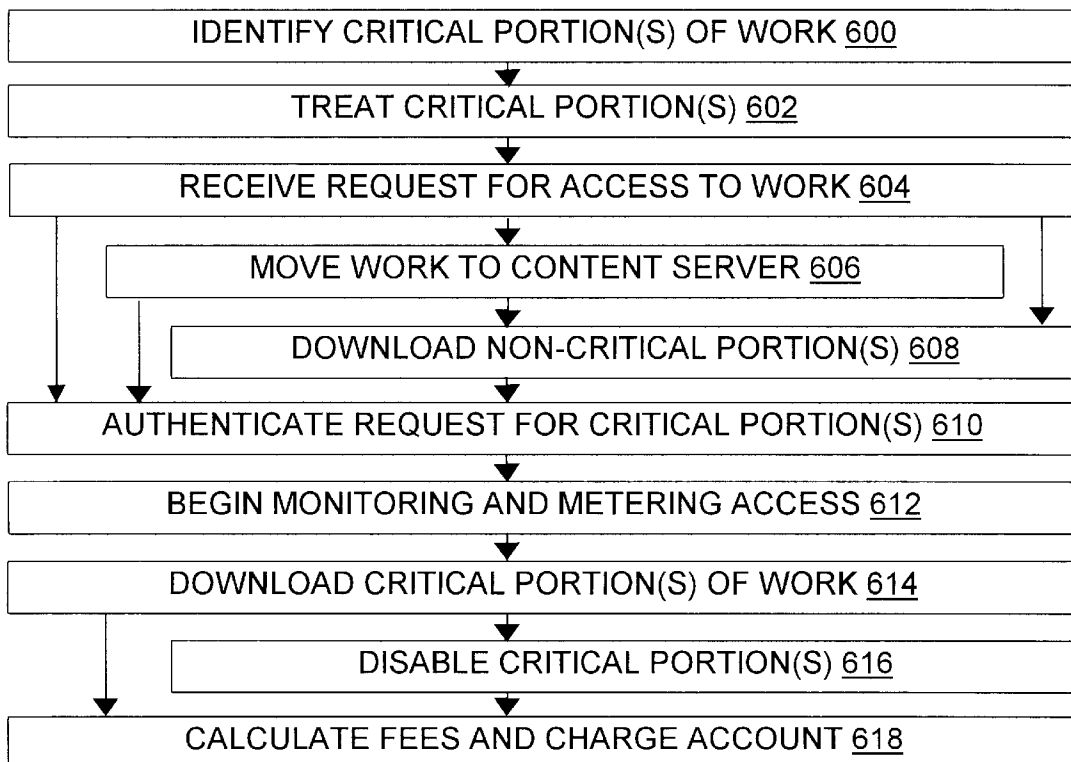 IDENTIFY CRITICAL PORTION(S) OF WORK 600
TREAT CRITICAL PORTION(S) 602
RECEIVE REQUEST FOR ACCESS TO WORK 604
MOVE WORK TO CONTENT SERVER 606
DOWNLOAD NON-CRITICAL PORTION(S) 608
AUTHENTICATE REQUEST FOR CRITICAL PORTION(S) 610
BEGIN MONITORING AND METERING ACCESS 612
DOWNLOAD CRITICAL PORTION(S) OF WORK 614
DISABLE CRITICAL PORTION(S) 616
CALCULATE FEES AND CHARGE ACCOUNT 618